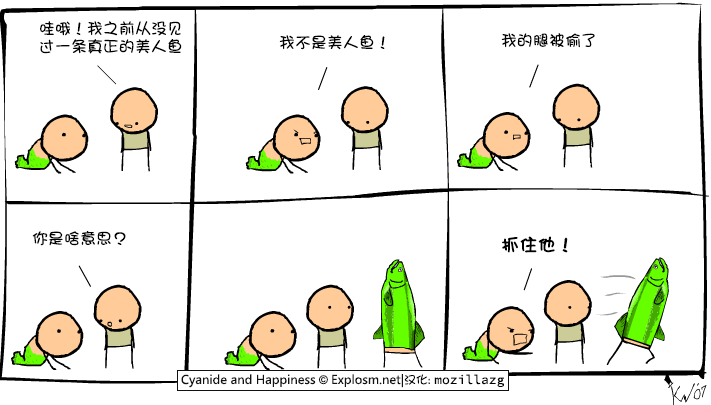 哇哦！我之前从没见
过一条真正的美人鱼
我不是美人鱼！
我的腿被偷了
你是啥意思？
抓住他！
Cyanide and Happiness © Explosm.net|汉化: mozillazg
KW07